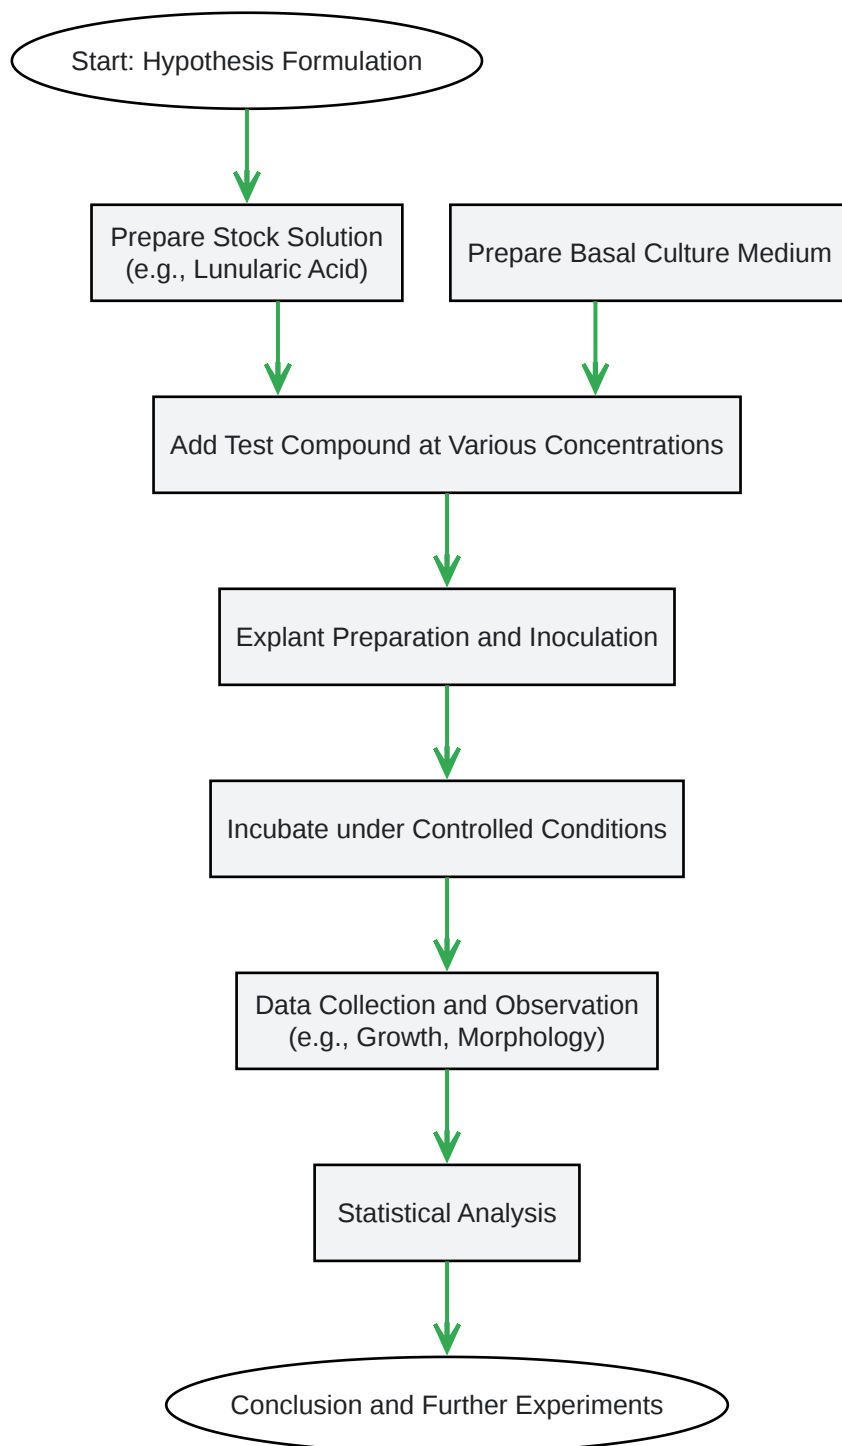 Start: Hypothesis Formulation
Prepare Stock Solution
(e.g., Lunularic Acid)
Prepare Basal Culture Medium
Add Test Compound at Various Concentrations
Explant Preparation and Inoculation
Incubate under Controlled Conditions
Data Collection and Observation
(e.g., Growth, Morphology)
Statistical Analysis
Conclusion and Further Experiments